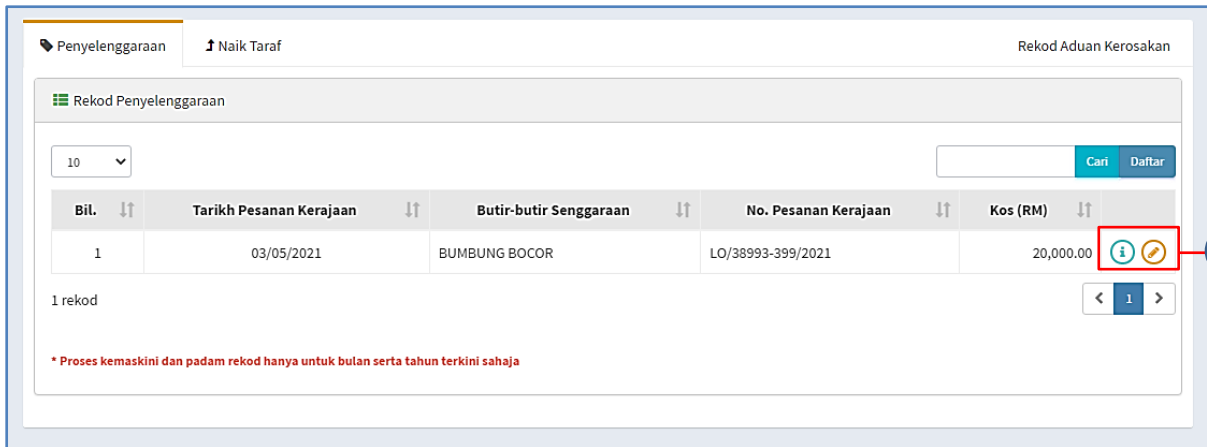 Penyelenggaraan Naik Taraf Rekod Aduan Kerosakan
Rekod Penyelenggaraan
10 Cari Daftar
Bil. Tarikh Pesanan Kerajaan Butir-butir Senggaraan No. Pesanan Kerajaan Kos (RM)
1 03/05/2021 BUMBUNG BOCOR LO/38993-399/2021 20,000.00
1 rekod 1
* Proses kemaskini dan padam rekod hanya untuk bulan serta tahun terkini sahaja